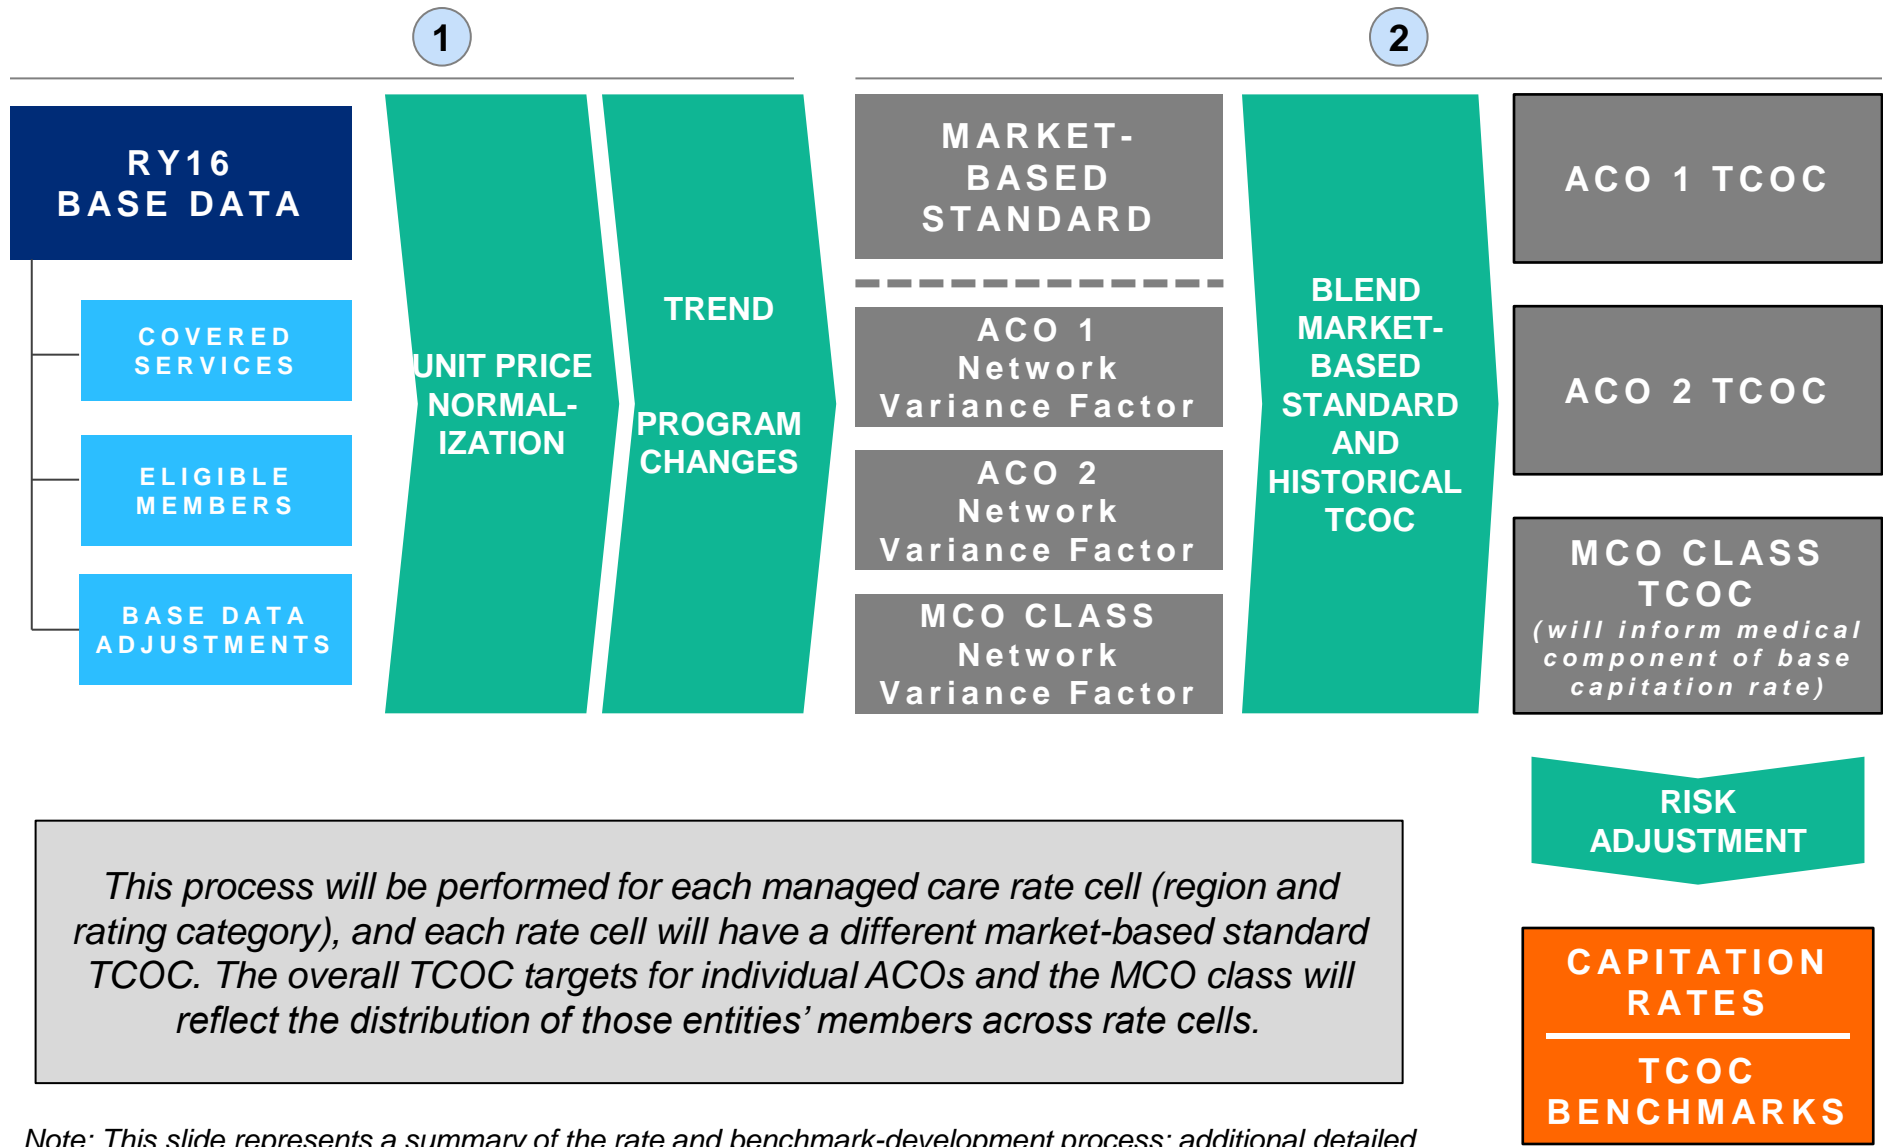 1
2
RY16
BASE DATA
COVERED
SERVICES
ELIGIBLE
MEMBERS
BASE DATA
ADJUSTMENTS
UNIT PRICE
NORMAL-
IZATION
TREND
PROGRAM
CHANGES
MARKET-
BASED
STANDARD
ACO 1
Network
Variance Factor
ACO 2
Network
Variance Factor
MCO CLASS
Network
Variance Factor
BLEND
MARKET-
BASED
STANDARD
AND
HISTORICAL
TCOC
ACO 1 TCOC
ACO 2 TCOC
MCO CLASS
TCOC
(will inform medical
component of base
capitation rate)
RISK
ADJUSTMENT
CAPITATION
RATES
TCOC
BENCHMARKS
This process will be performed for each managed care rate cell (region and
rating category), and each rate cell will have a different market-based standard
TCOC. The overall TCOC targets for individual ACOs and the MCO class will
reflect the distribution of those entities’ members across rate cells.
Note: This slide represents a summary of the rate and benchmark-development process; additional detailed